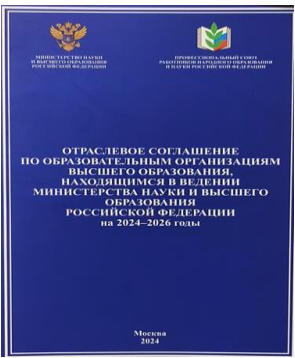 МИНИСТЕРСТВО НАУКИ
И ВЫСШЕГО ОБРАЗОВАНИЯ
РОССИЙСКОЙ ФЕДЕРАЦИИ
ПРОФЕССИОНАЛЬНЫЙ СОЮЗ
РАБОТНИКОВ НАРОДНОГО ОБРАЗОВАНИЯ
И НАУКИ РОССИЙСКОЙ ФЕДЕРАЦИИ
ОТРАСЛЕВОЕ СОГЛАШЕНИЕ
ПО ОБРАЗОВАТЕЛЬНЫМ ОРГАНИЗАЦИЯМ
ВЫСШЕГО ОБРАЗОВАНИЯ,
НАХОДЯЩИМСЯ В ВЕДЕНИИ
МИНИСТЕРСТВА НАУКИ И ВЫСШЕГО
ОБРАЗОВАНИЯ
РОССИЙСКОЙ ФЕДЕРАЦИИ
на 2024–2026 годы
Москва
2024